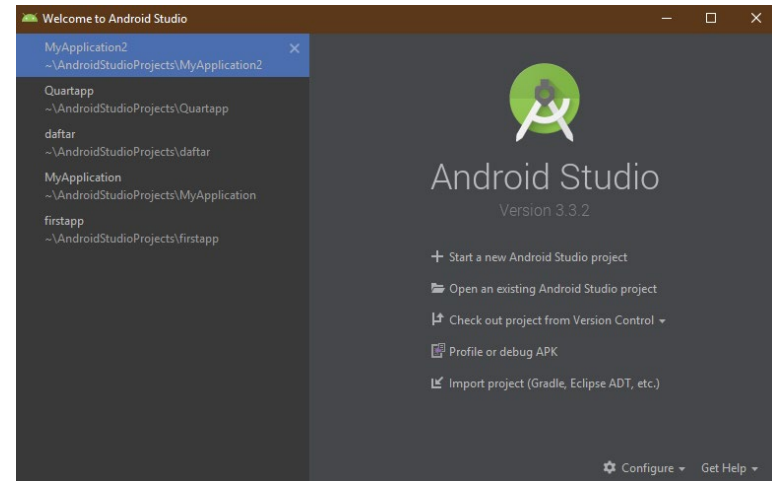 Welcome to Android Studio
MyApplication2
~\AndroidStudioProjects\MyApplication2
Quartapp
~\AndroidStudioProjects\Quartapp
daftar
~\AndroidStudioProjects\daftar
MyApplication
~\AndroidStudioProjects\MyApplication
firstapp
~\AndroidStudioProjects\firstapp
Android Studio
Version 3.3.2
Start a new Android Studio project
Open an existing Android Studio project
Check out project from Version Control
Profile or debug APK
Import project (Gradle, Eclipse ADT, etc.)
Configure Get Help